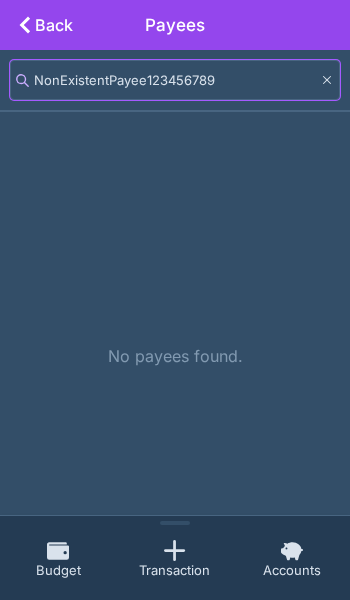 Back
Payees
NonExistentPayee123456789
No payees found.
Budget
Transaction
Accounts